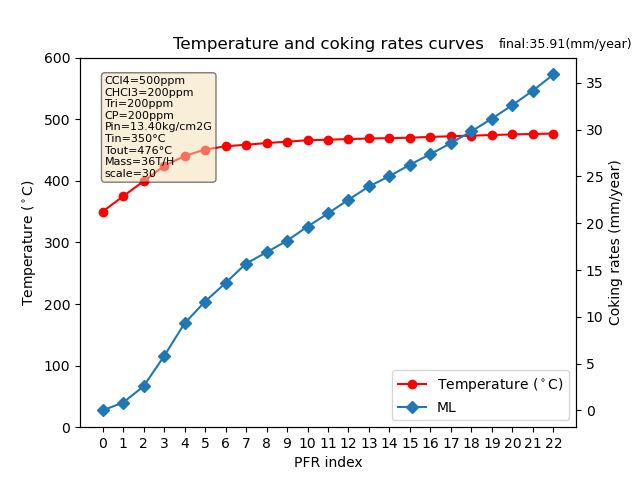 Temperature and coking rates curves
final:35.91(mm/year)
CCl4=500ppm
CHCl3=200ppm
Tri=200ppm
CP=200ppm
Pin=13.40kg/cm2G
Tin=350°C
Tout=476°C
Mass=36T/H
scale=30
Temperature (°C)
600
500
400
300
200
100
0
Coking rates (mm/year)
35
30
25
20
15
10
5
0
Temperature (°C)
ML
0 1 2 3 4 5 6 7 8 9 10 11 12 13 14 15 16 17 18 19 20 21 22
PFR index